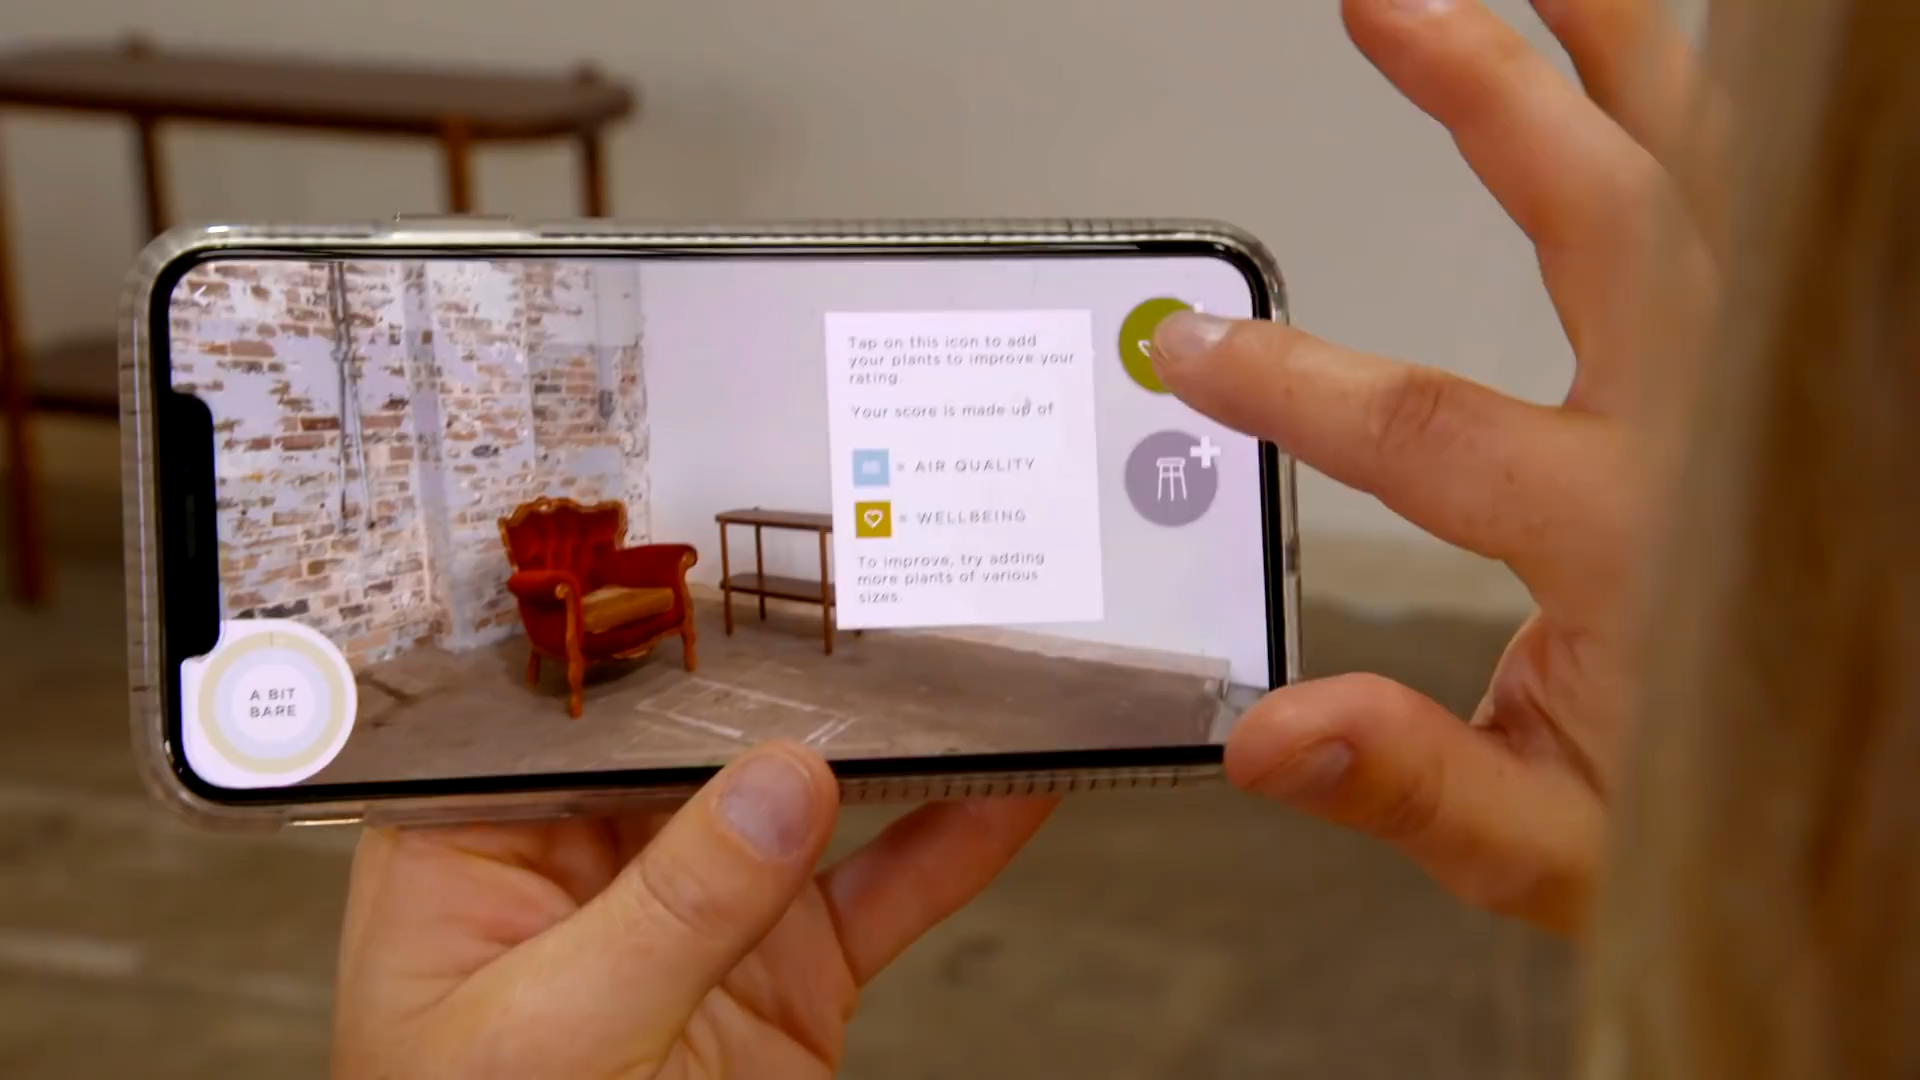 Tap on this icon to add
your plants to improve your
rating.
Your score is made up of
= AIR QUALITY
= WELLBEING
To improve, try adding
more plants of various
sizes.
A BIT
BARE